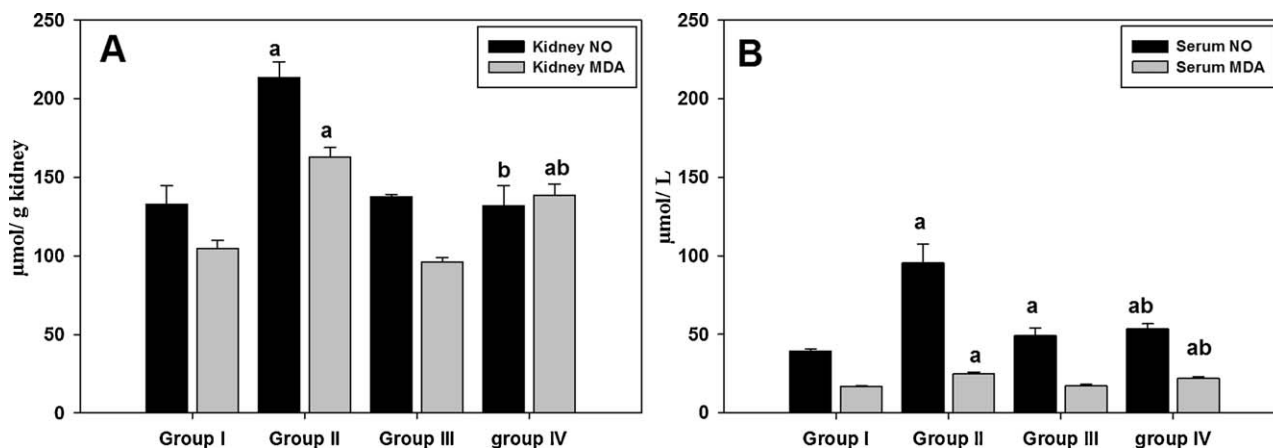 A
Kidney NO
Kidney MDA
µmol/ g kidney
250
200
150
100
50
0
a
a
b
ab
Group I
Group II
Group III
group IV
B
Serum NO
Serum MDA
µmol/ L
250
200
150
100
50
0
a
a
a
ab
ab
Group I
Group II
Group III
group IV